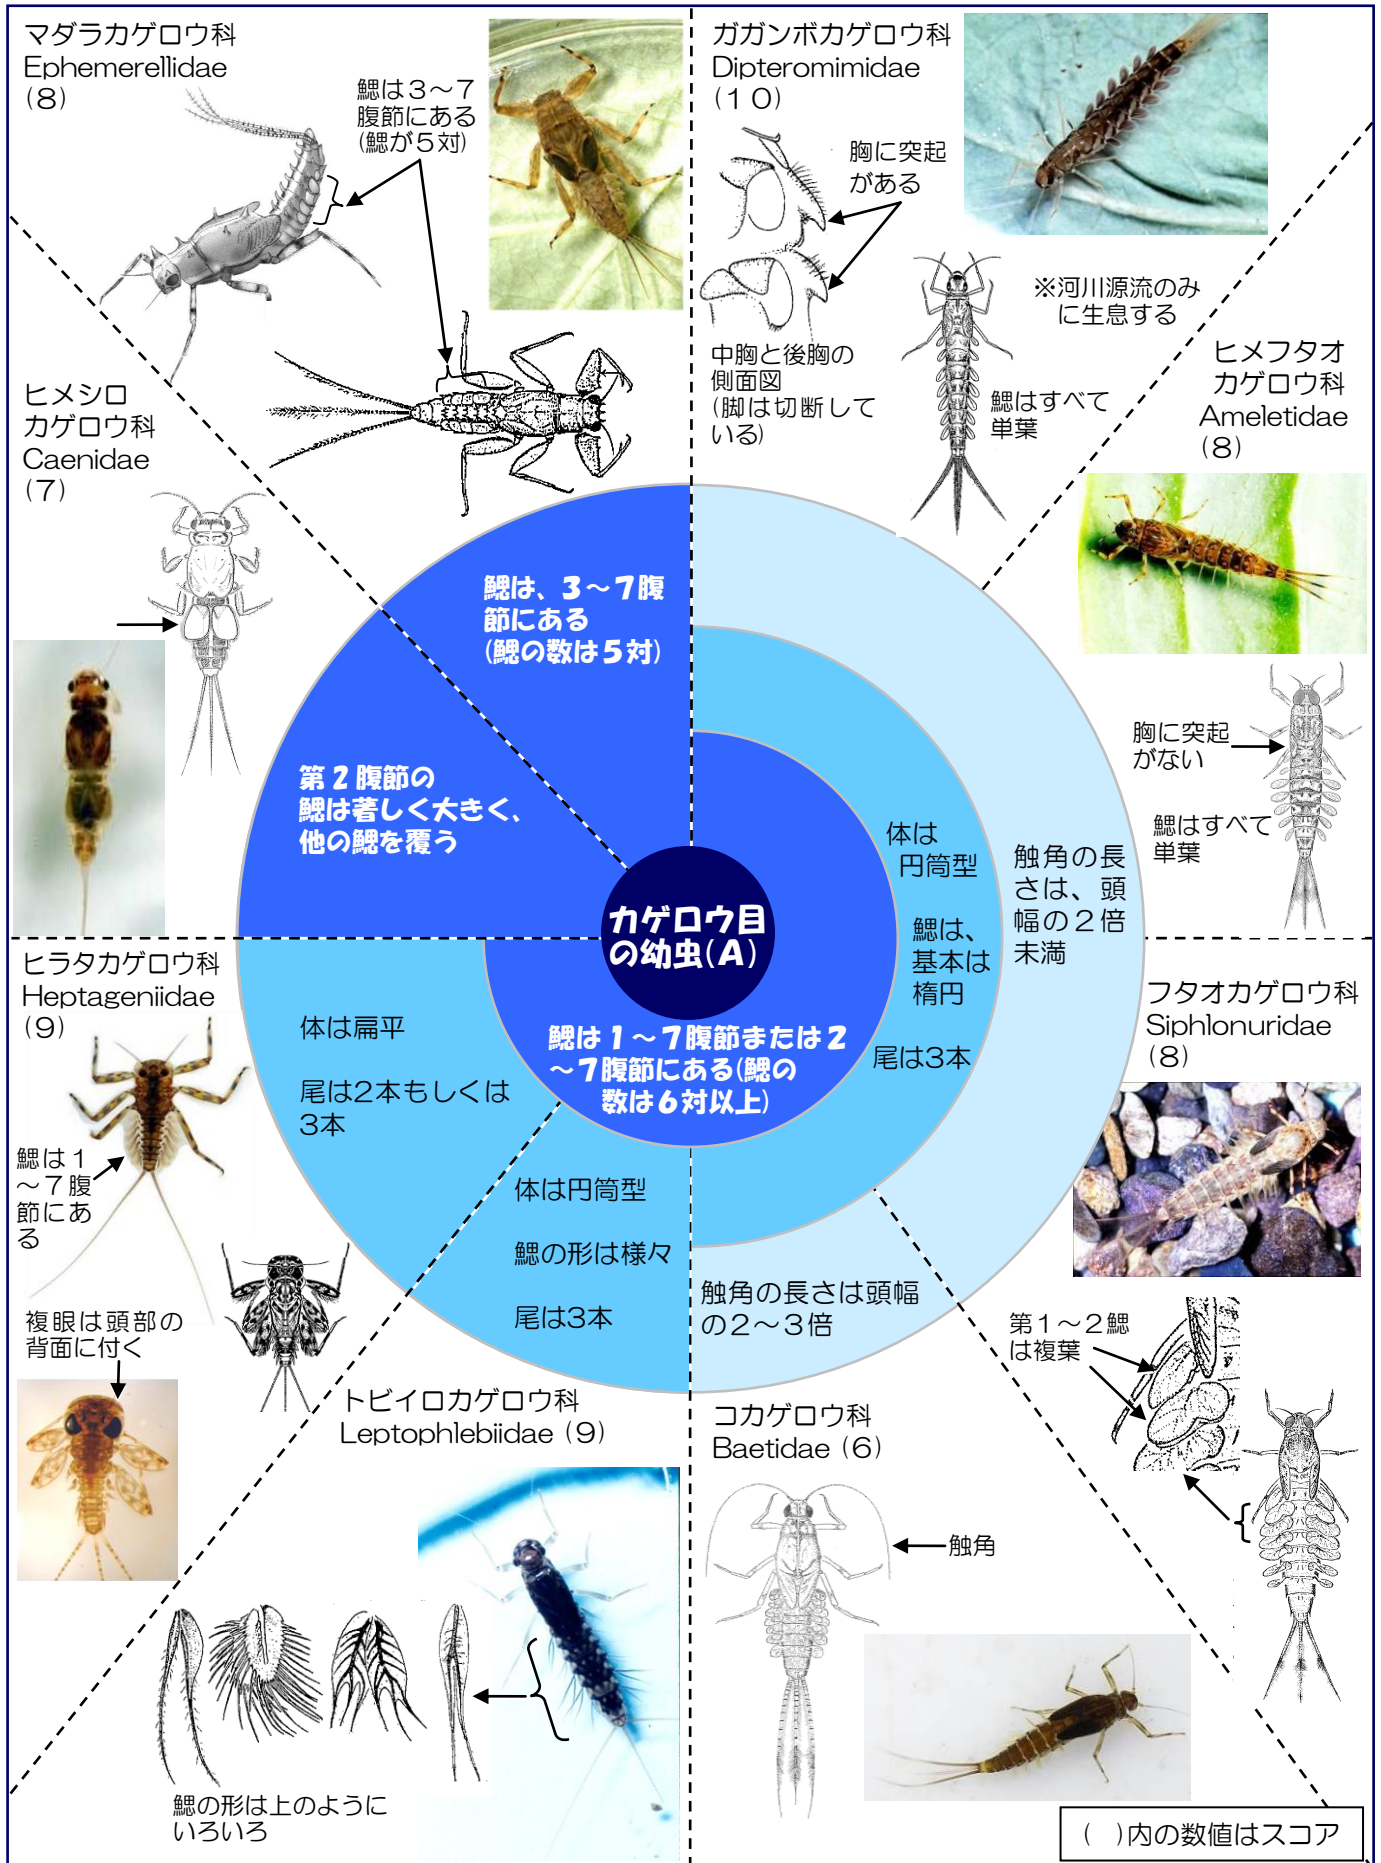 マダラカゲロウ科
Ephemerellidae
(8)
鰓は3〜7
腹節にある
(鰓が5対)
ガガンボカゲロウ科
Dipteromimidae
(10)
胸に突起
がある
※河川源流のみ
に生息する
中胸と後胸の
側面図
(脚は切断して
いる)
鰓はすべて
単葉
ヒメフタオ
カゲロウ科
Ameletidae
(8)
胸に突起
がない
鰓はすべて
単葉
ヒメシロ
カゲロウ科
Caenidae
(7)
鰓は、3〜7腹
節にある
(鰓の数は5対)
第2腹節の
鰓は著しく大きく、
他の鰓を覆う
カゲロウ目
の幼虫(A)
鰓は1〜7腹節または2
〜7腹節にある(鰓の
数は6対以上)
体は
円筒型
鰓は、
基本は
楕円
尾は3本
触角の長
さは、頭
幅の2倍
未満
ヒラタカゲロウ科
Heptageniidae
(9)
体は扁平
尾は2本もしくは
3本
鰓は1
〜7腹
節にあ
る
複眼は頭部の
背面に付く
体は円筒型
鰓の形は様々
尾は3本
触角の長さは頭幅
の2〜3倍
フタオカゲロウ科
Siphlonuridae
(8)
第1〜2鰓
は複葉
トビイロカゲロウ科
Leptophlebiidae (9)
鰓の形は上のように
いろいろ
コカゲロウ科
Baetidae (6)
触角
( )内の数値はスコア